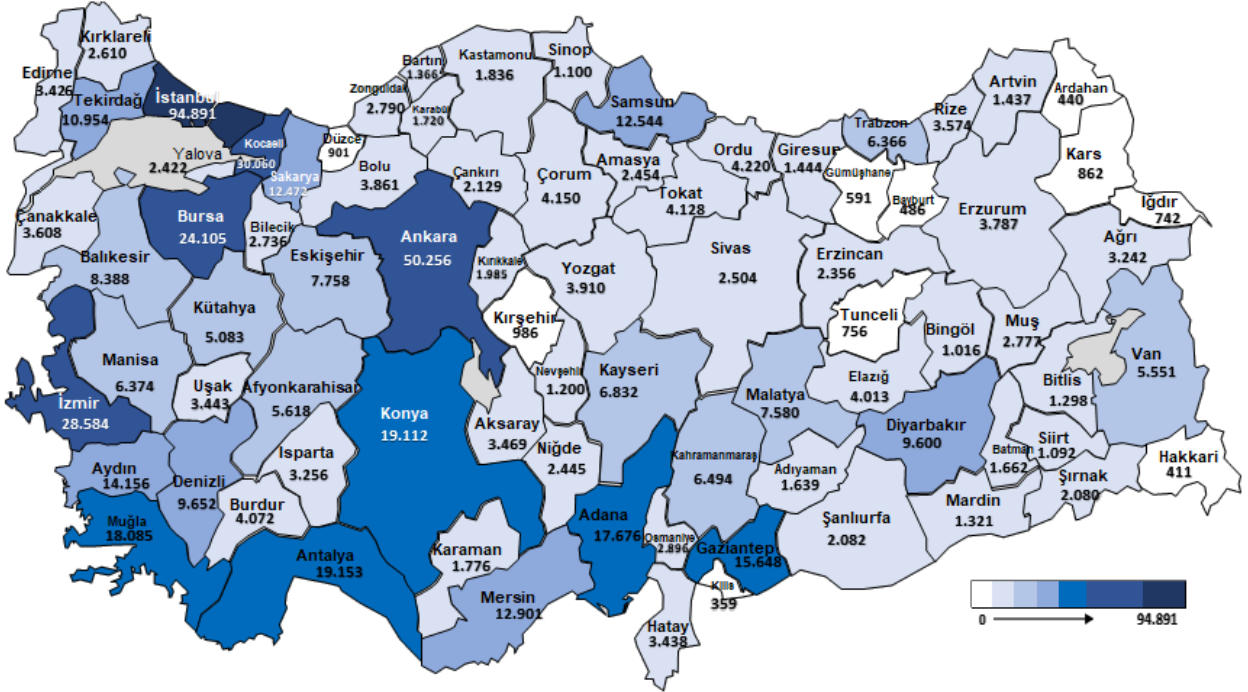 Kırklareli
2.610
Edirne
3.426
Tekirdağ
10.954
İstanbul
94.891
Yalova
2.422
Kocaeli
30.060
Sakarya
12.472
Düzce
901
Bolu
3.861
Zonguldak
2.790
Bartın
1.366
Karabük
1.720
Kastamonu
1.836
Sinop
1.100
Samsun
12.544
Çankırı
2.129
Çorum
4.150
Amasya
2.454
Tokat
4.128
Ordu
4.220
Giresun
1.444
Trabzon
6.366
Rize
3.574
Artvin
1.437
Ardahan
440
Kars
862
Iğdır
742
Gümüşhane
591
Bayburt
486
Erzurum
3.787
Ağrı
3.242
Çanakkale
3.608
Balıkesir
8.388
Bursa
24.105
Bilecik
2.736
Eskişehir
7.758
Ankara
50.256
Kırıkkale
1.985
Yozgat
3.910
Sivas
2.504
Erzincan
2.356
Tunceli
756
Bingöl
1.016
Muş
2.777
Van
5.551
Bitlis
1.298
Kütahya
5.083
Manisa
6.374
Uşak
3.443
Afyonkarahisar
5.618
İzmir
28.584
Kırşehir
986
Nevşehir
1.200
Kayseri
6.832
Malatya
7.580
Elazığ
4.013
Diyarbakır
9.600
Batman
1.662
Siirt
1.092
Şırnak
2.080
Hakkari
411
Konya
19.112
Aksaray
3.469
Niğde
2.445
Kahramanmaraş
6.494
Adıyaman
1.639
Mardin
1.321
Şanlıurfa
2.082
Aydın
14.156
Denizli
9.652
Isparta
3.256
Burdur
4.072
Muğla
18.085
Antalya
19.153
Karaman
1.776
Mersin
12.901
Adana
17.676
Osmaniye
2.896
Gaziantep
15.648
Kilis
359
Hatay
3.438
0
94.891